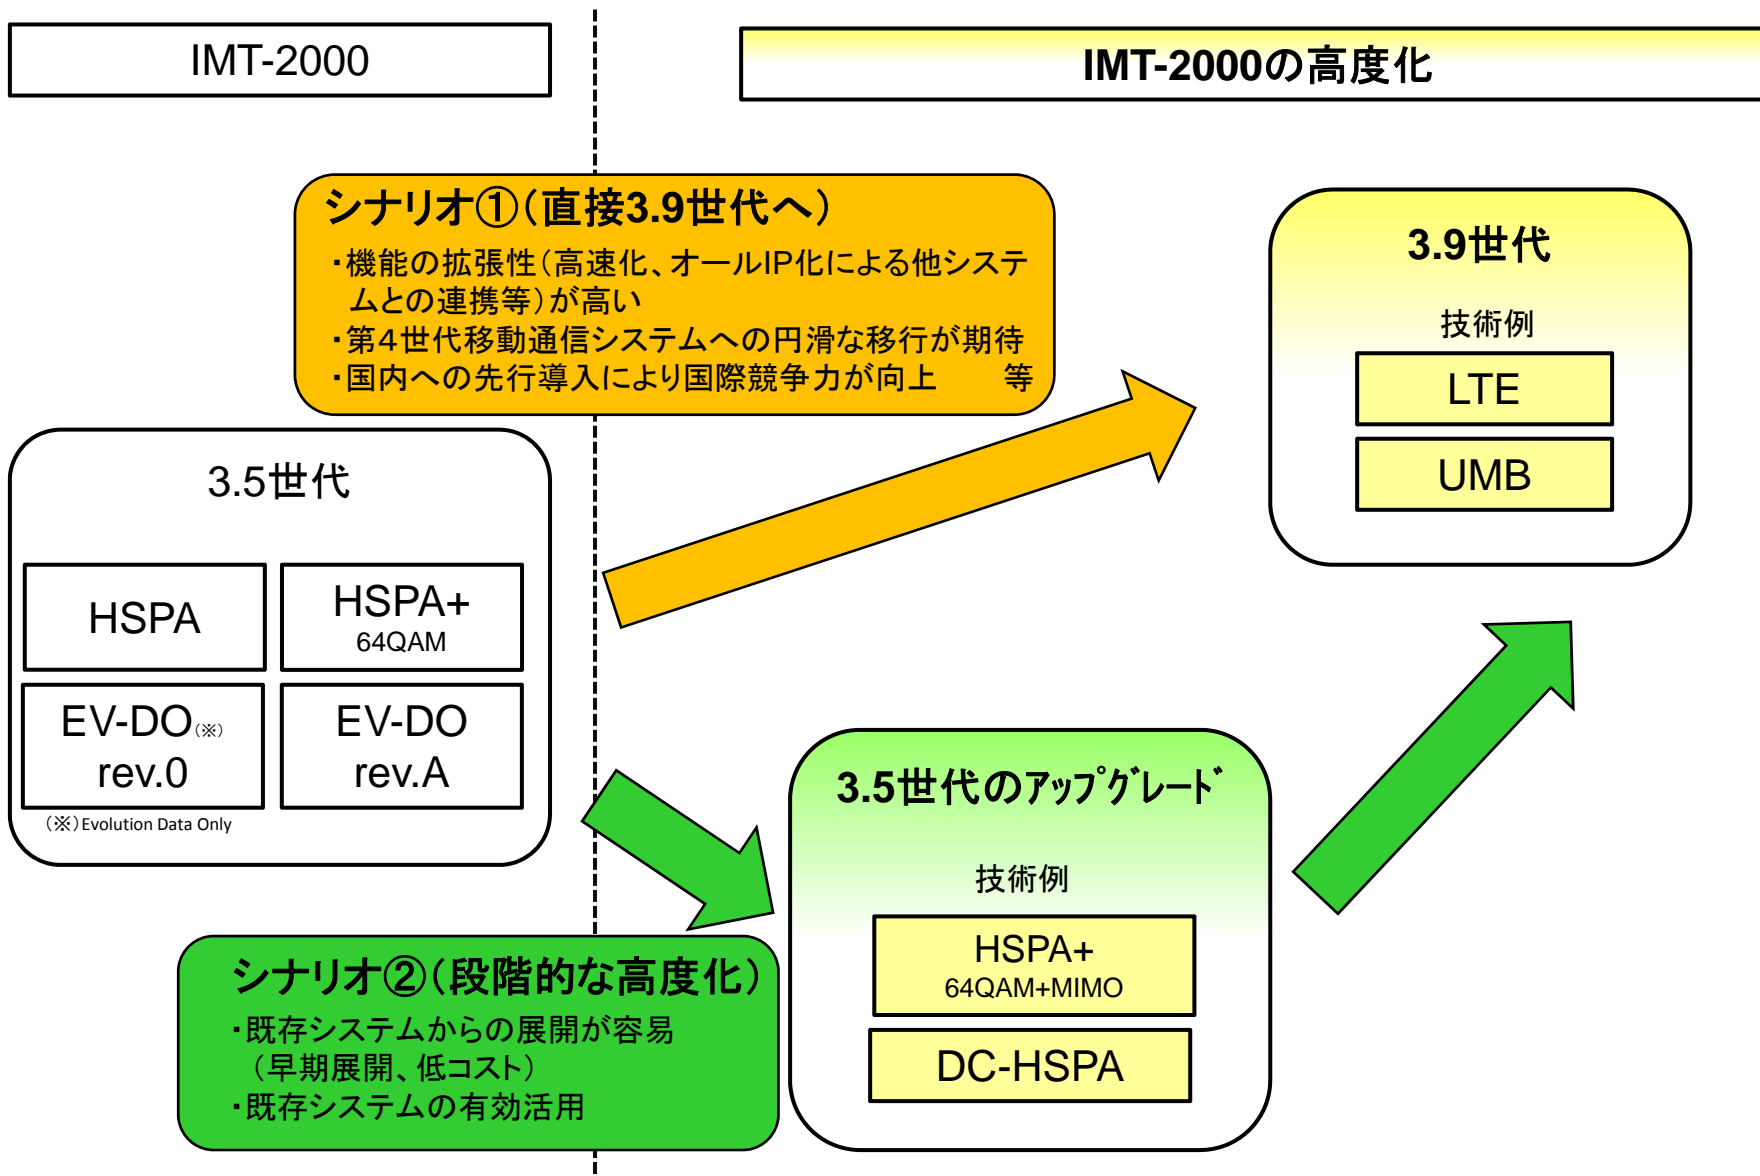 IMT-2000
IMT-2000の高度化
シナリオ①(直接3.9世代へ)
・機能の拡張性(高速化、オールIP化による他システ
ムとの連携等)が高い
・第4世代移動通信システムへの円滑な移行が期待
・国内への先行導入により国際競争力が向上 等
3.9世代
技術例
LTE
UMB
3.5世代
HSPA
HSPA+
64QAM
EV-DO(※)
rev.0
EV-DO
rev.A
(※)Evolution Data Only
3.5世代のアップグレード
技術例
HSPA+
64QAM+MIMO
DC-HSPA
シナリオ②(段階的な高度化)
・既存システムからの展開が容易
(早期展開、低コスト)
・既存システムの有効活用